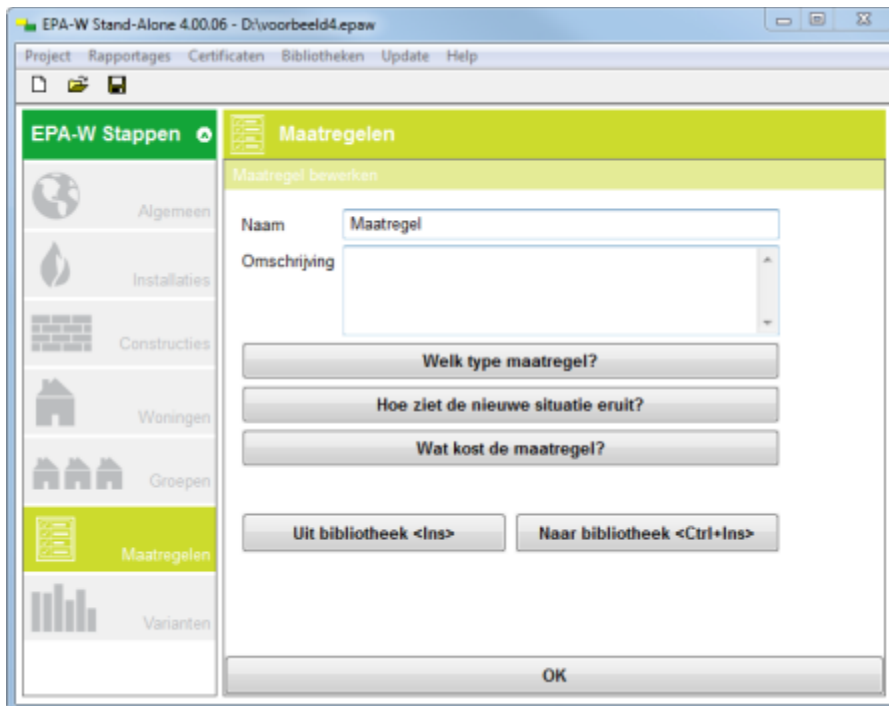 EPA-W Stand-Alone 4.00.06 - D:\voorbeeld4.epaw
Project Rapportages Certificaten Bibliotheken Update Help
EPA-W Stappen
Algemeen
Installaties
Constructies
Woningen
Groepen
Maatregelen
Varianten
Maatregelen
Maatregel bewerken
Naam Maatregel
Omschrijving
Welk type maatregel?
Hoe ziet de nieuwe situatie eruit?
Wat kost de maatregel?
Uit bibliotheek <Ins> Naar bibliotheek <Ctrl+Ins>
OK